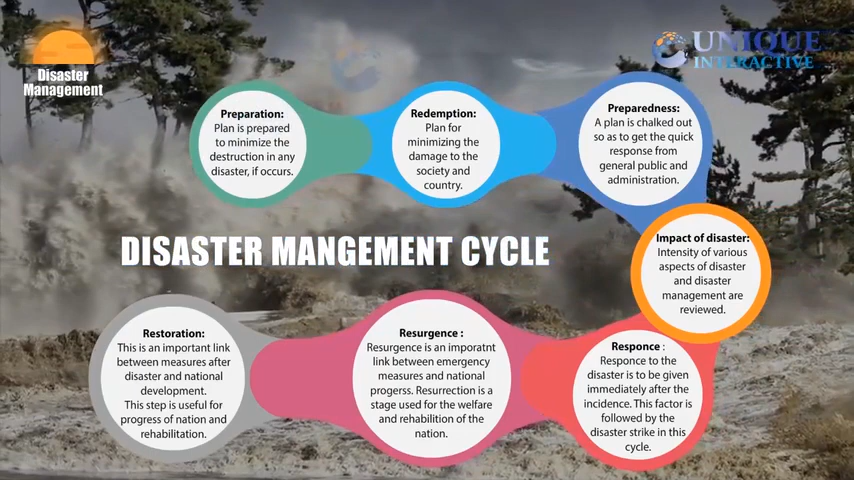 Disaster
Management
UNIQUE
INTERACTIVE
Preparation:
Plan is prepared
to minimize the
destruction in any
disaster, if occurs.
Redemption:
Plan for
minimizing the
damage to the
society and
country.
Preparedness:
A plan is chalked out
so as to get the quick
response from
general public and
administration.
DISASTER MANGEMENT CYCLE
Impact of disaster:
Intensity of various
aspects of disaster
and disaster
management are
reviewed.
Restoration:
This is an important link
between measures after
disaster and national
development.
This step is useful for
progress of nation and
rehabilitation.
Resurgence :
Resurgence is an imporatnt
link between emergency
measures and national
progerss. Resurrection is a
stage used for the welfare
and rehabilition of the
nation.
Responce :
Responce to the
disaster is to be given
immediately after the
incidence. This factor is
followed by the
disaster strike in this
cycle.